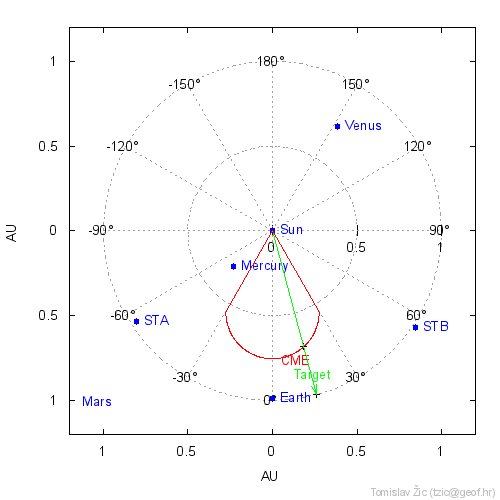 180°
-150° 150°
Venus
-120° 120°
-90° Sun 90°
0 0.5 1
Mercury
-60° STA 60° STB
CME
Target
-30° 30°
0° Earth
Mars
1
0.5
0
0.5
1
AU
1 0.5 0 0.5 1
AU
Tomislav Žic (tzic@geof.hr)